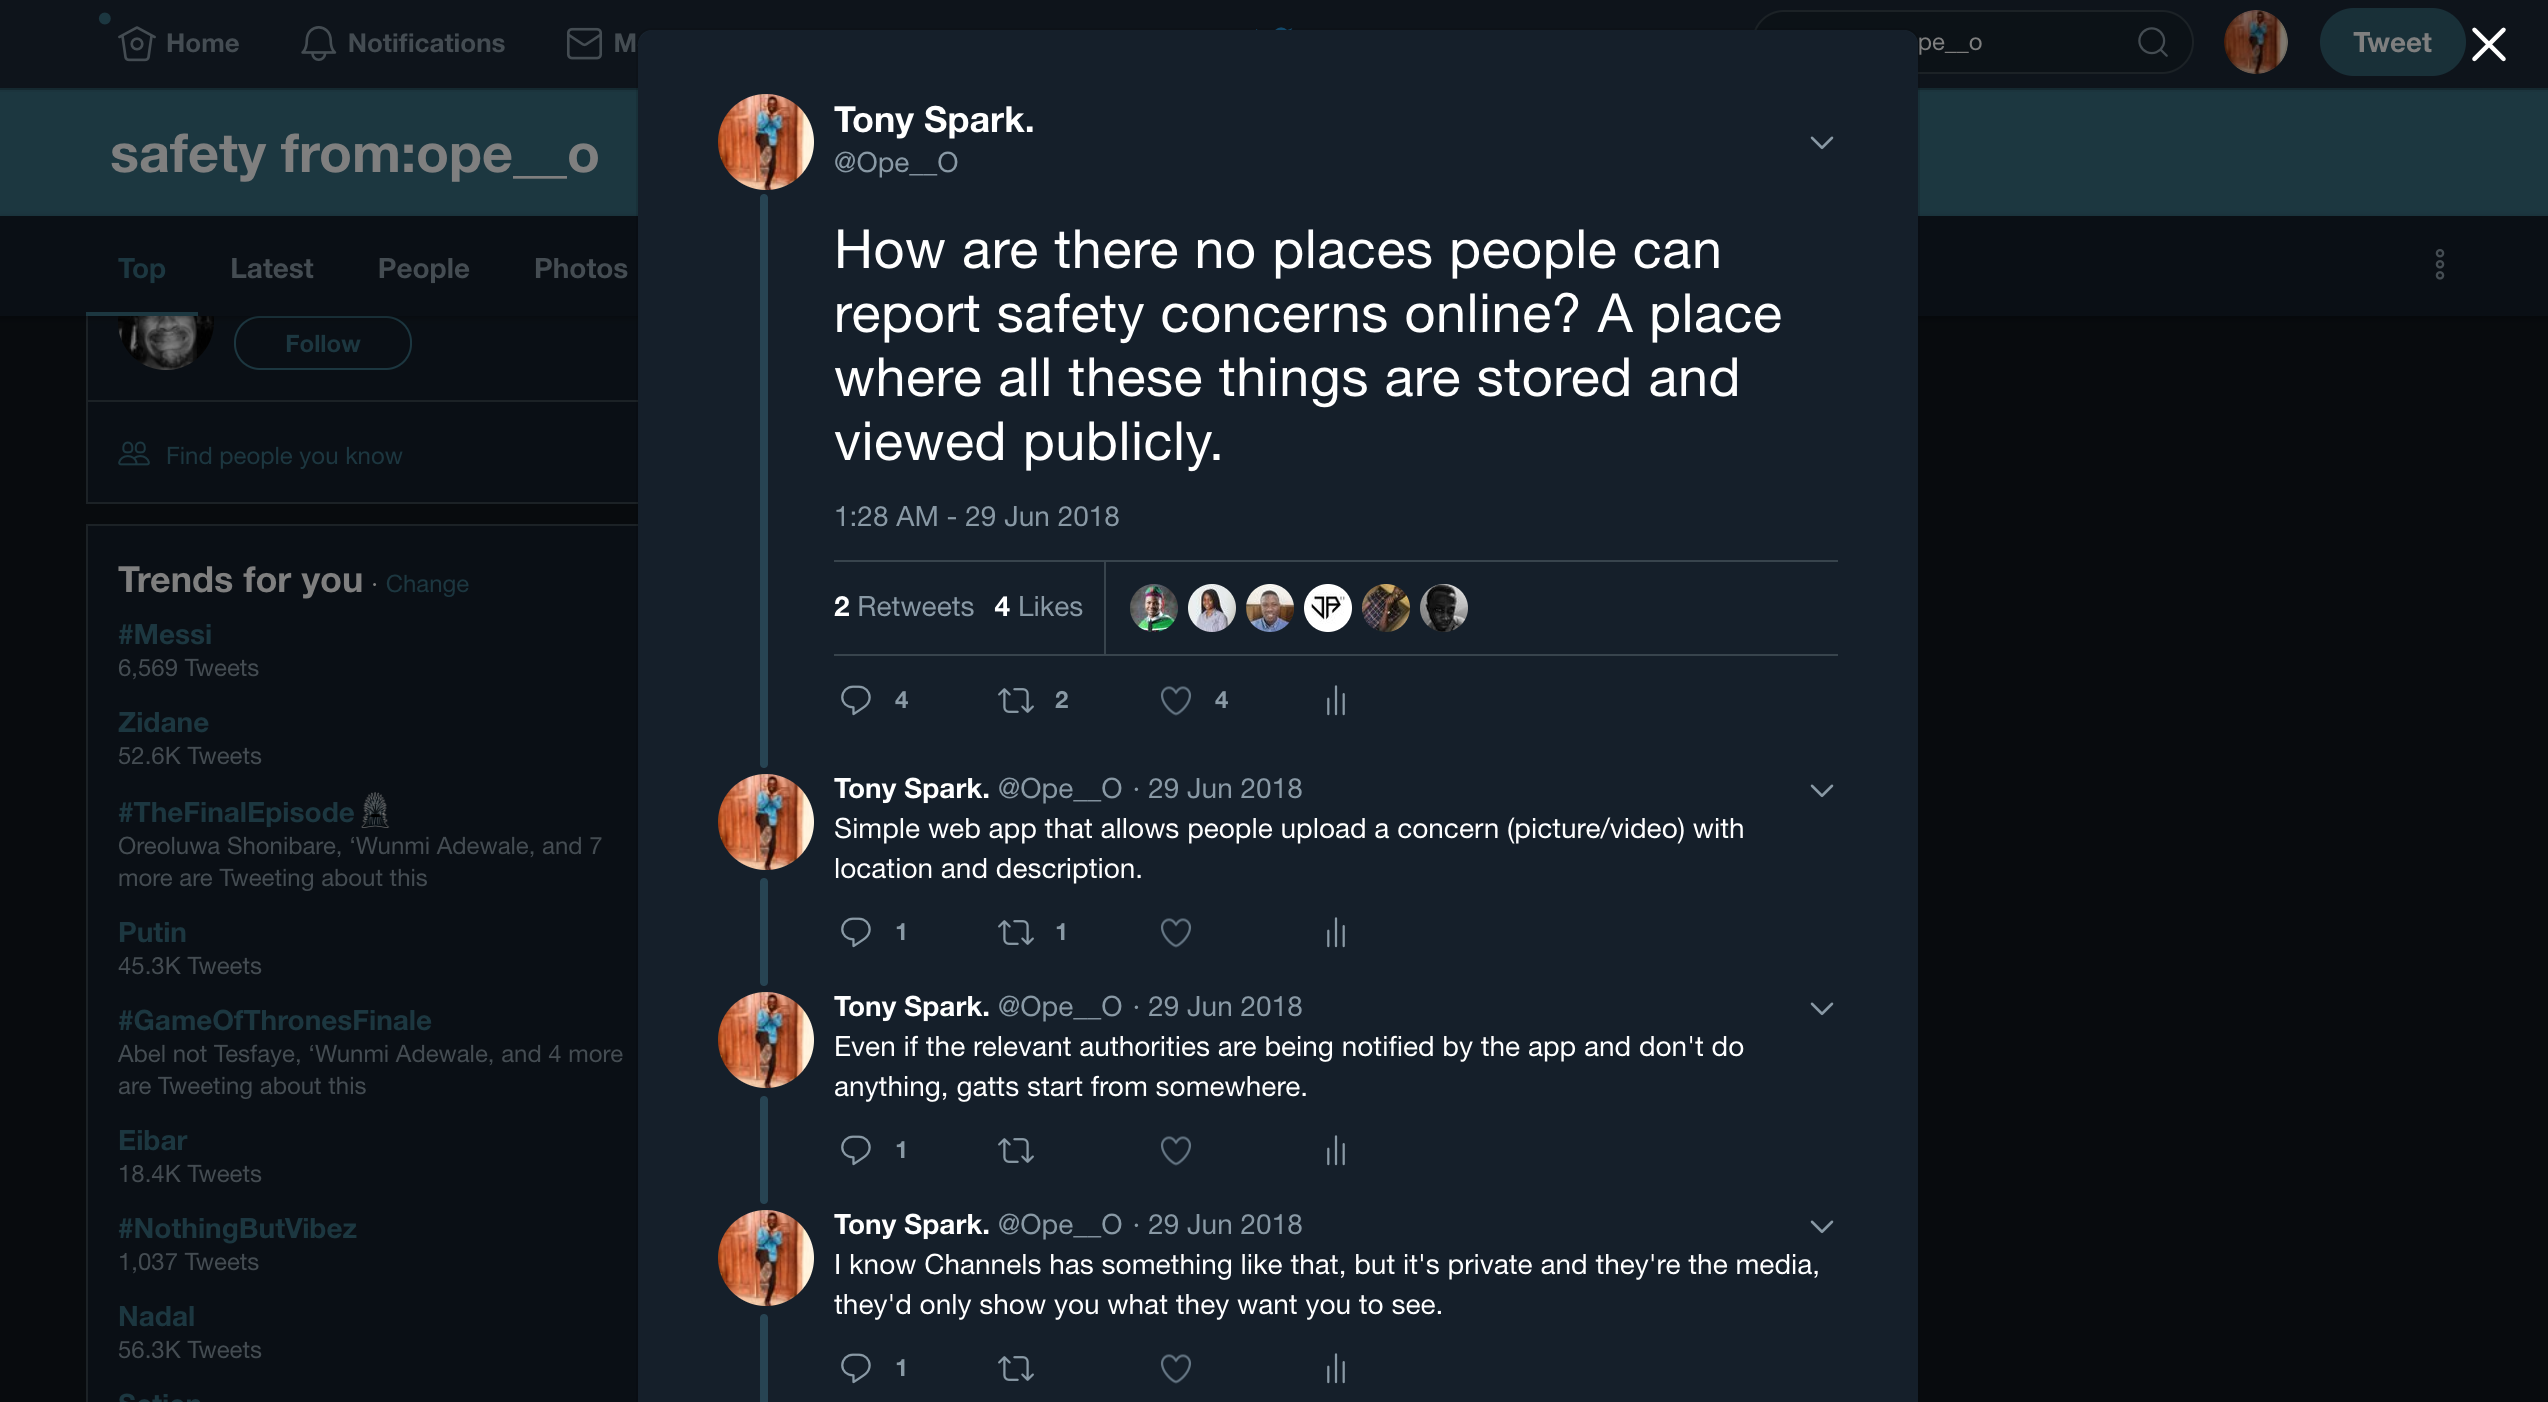 Home
Notifications
M
pe__o
Tweet
safety from:ope__o
Top
Latest
People
Photos
Follow
Find people you know
Trends for you · Change
#Messi
6,569 Tweets
Zidane
52.6K Tweets
#TheFinalEpisode
Oreoluwa Shonibare, ‘Wunmi Adewale, and 7
more are Tweeting about this
Putin
45.3K Tweets
#GameOfThronesFinale
Abel not Tesfaye, ‘Wunmi Adewale, and 4 more
are Tweeting about this
Eibar
18.4K Tweets
#NothingButVibez
1,037 Tweets
Nadal
56.3K Tweets
Tony Spark.
@Ope__O
How are there no places people can
report safety concerns online? A place
where all these things are stored and
viewed publicly.
1:28 AM - 29 Jun 2018
2 Retweets 4 Likes
4 2 4
Tony Spark. @Ope__O · 29 Jun 2018
Simple web app that allows people upload a concern (picture/video) with
location and description.
1 1
Tony Spark. @Ope__O · 29 Jun 2018
Even if the relevant authorities are being notified by the app and don't do
anything, gatts start from somewhere.
1
Tony Spark. @Ope__O · 29 Jun 2018
I know Channels has something like that, but it's private and they're the media,
they'd only show you what they want you to see.
1